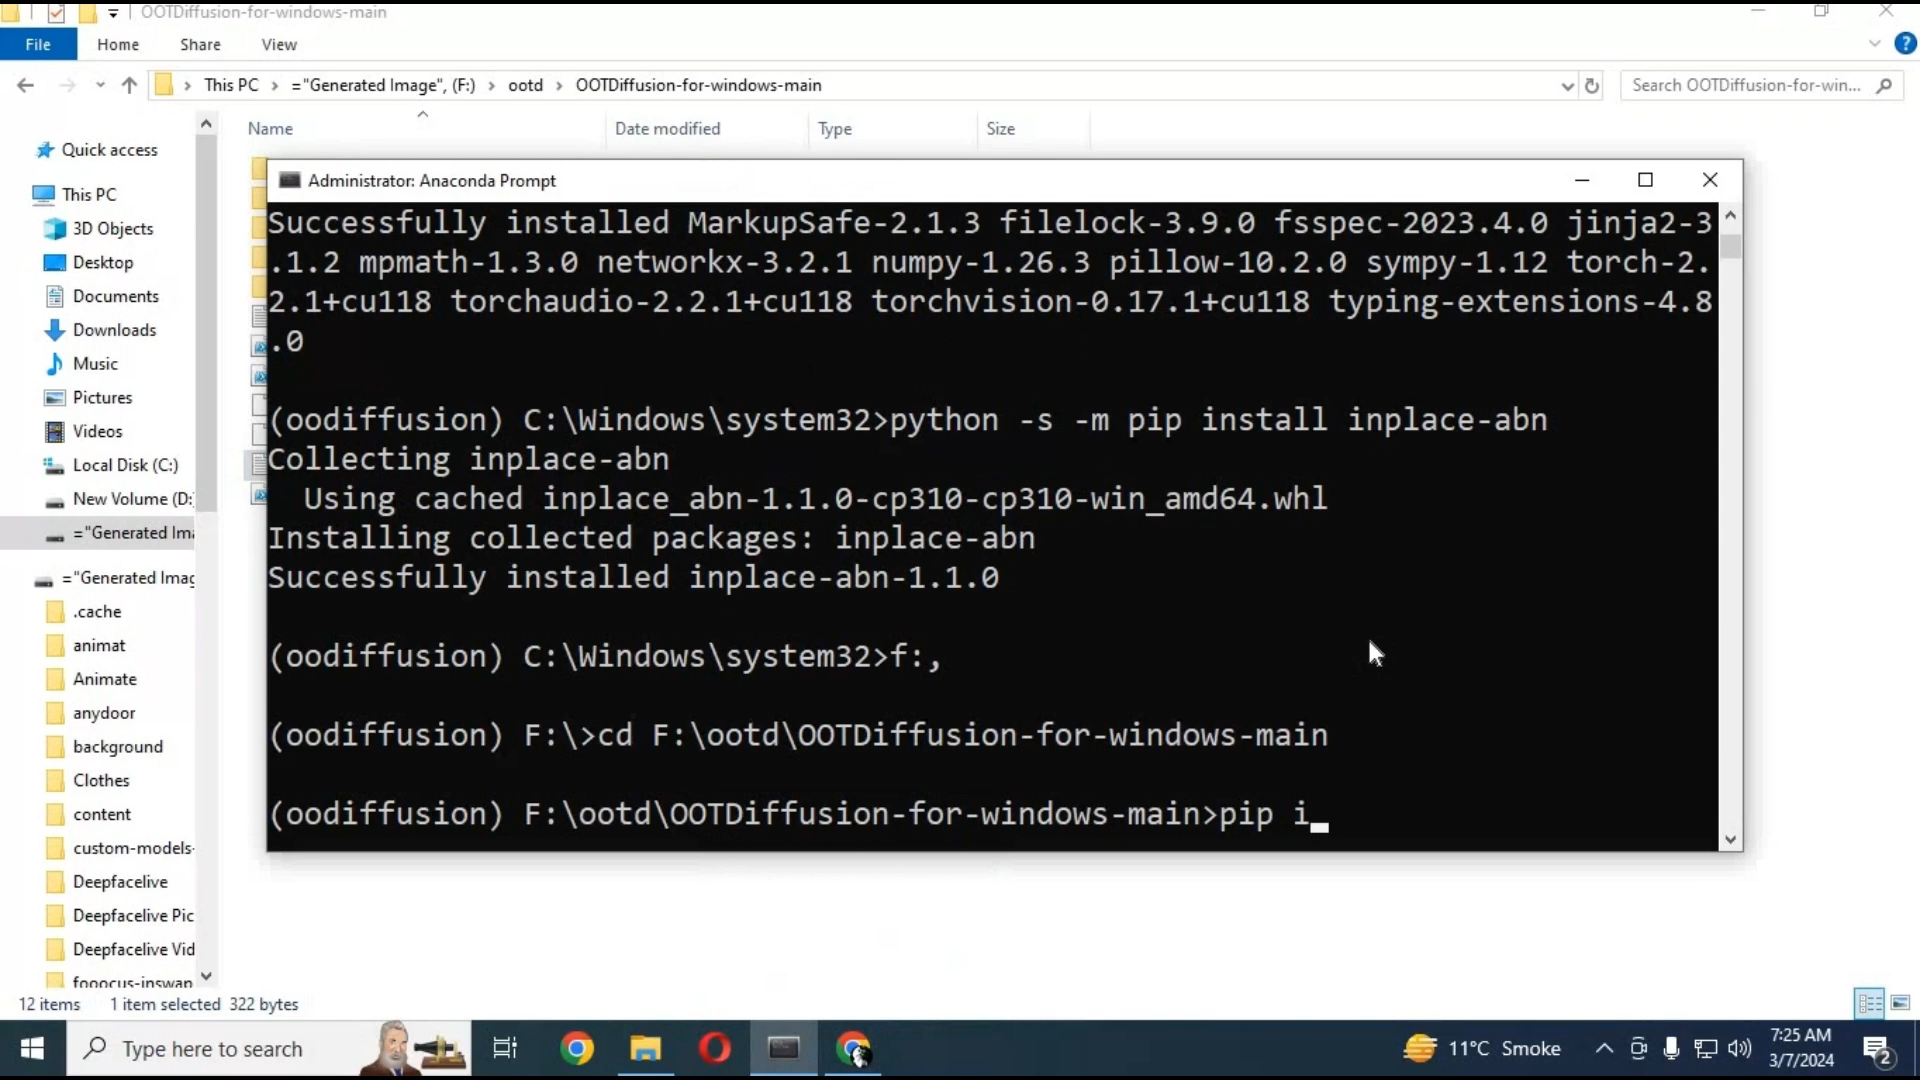 OOTDiffusion-for-windows-main
File Home Share View
This PC > ="Generated Image", (F:) > ootd > OOTDiffusion-for-windows-main
Search OOTDiffusion-for-win...
Name Date modified Type Size
Quick access
This PC
3D Objects
Desktop
Documents
Downloads
Music
Pictures
Videos
Local Disk (C:)
New Volume (D:
="Generated Ima
="Generated Imag
.cache
animat
Animate
anydoor
background
Clothes
content
custom-models-
Deepfacelive
Deepfacelive Pic
Deepfacelive Vid
fooocus-inswap
Administrator: Anaconda Prompt
Successfully installed MarkupSafe-2.1.3 filelock-3.9.0 fsspec-2023.4.0 jinja2-3
.1.2 mpmath-1.3.0 networkx-3.2.1 numpy-1.26.3 pillow-10.2.0 sympy-1.12 torch-2.
2.1+cu118 torchaudio-2.2.1+cu118 torchvision-0.17.1+cu118 typing-extensions-4.8
.0
(oodiffusion) C:\Windows\system32>python -s -m pip install inplace-abn
Collecting inplace-abn
Using cached inplace_abn-1.1.0-cp310-cp310-win_amd64.whl
Installing collected packages: inplace-abn
Successfully installed inplace-abn-1.1.0
(oodiffusion) C:\Windows\system32>f:,
(oodiffusion) F:\>cd F:\ootd\OOTDiffusion-for-windows-main
(oodiffusion) F:\ootd\OOTDiffusion-for-windows-main>pip i_
12 items 1 item selected 322 bytes
Type here to search
11°C Smoke
7:25 AM
3/7/2024
2